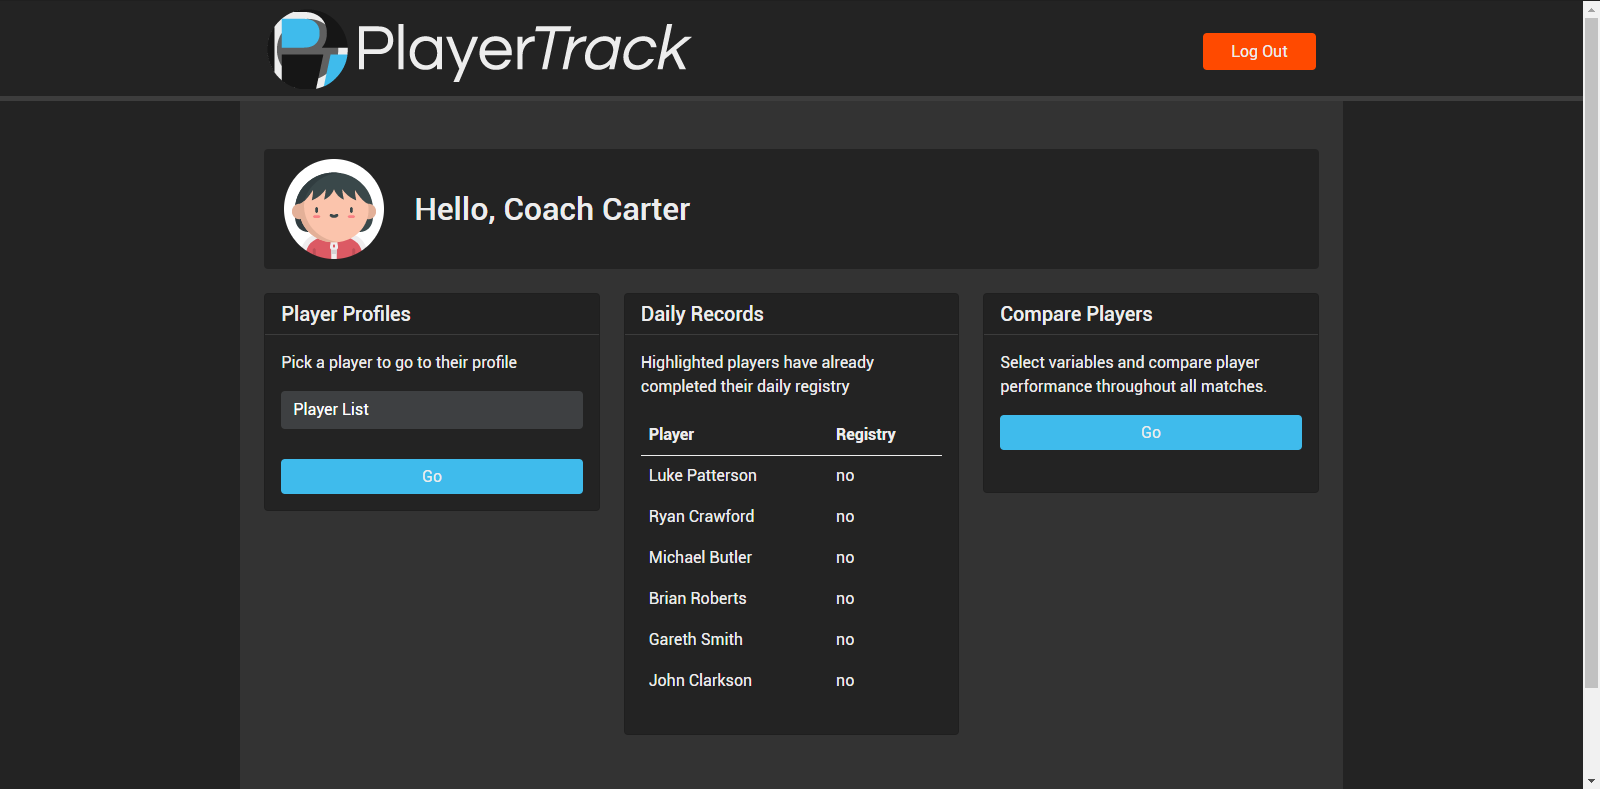 PlayerTrack
Log Out
Hello, Coach Carter
Player Profiles
Pick a player to go to their profile
Player List
Go
Daily Records
Highlighted players have already
completed their daily registry
Player Registry
Luke Patterson no
Ryan Crawford no
Michael Butler no
Brian Roberts no
Gareth Smith no
John Clarkson no
Compare Players
Select variables and compare player
performance throughout all matches.
Go